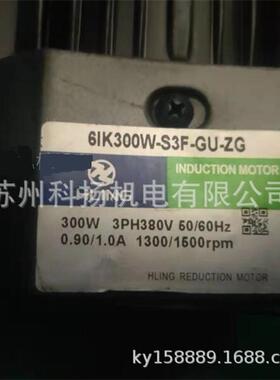 6IK300W-S3F-GU-ZG
INDUCTION MOTOR
HLING
苏州科扬机电有限公司
300W 3PH380V 50/60Hz
0.90/1.0A 1300/1500rpm
HLING REDUCTION MOTOR
ky158889.1688.com